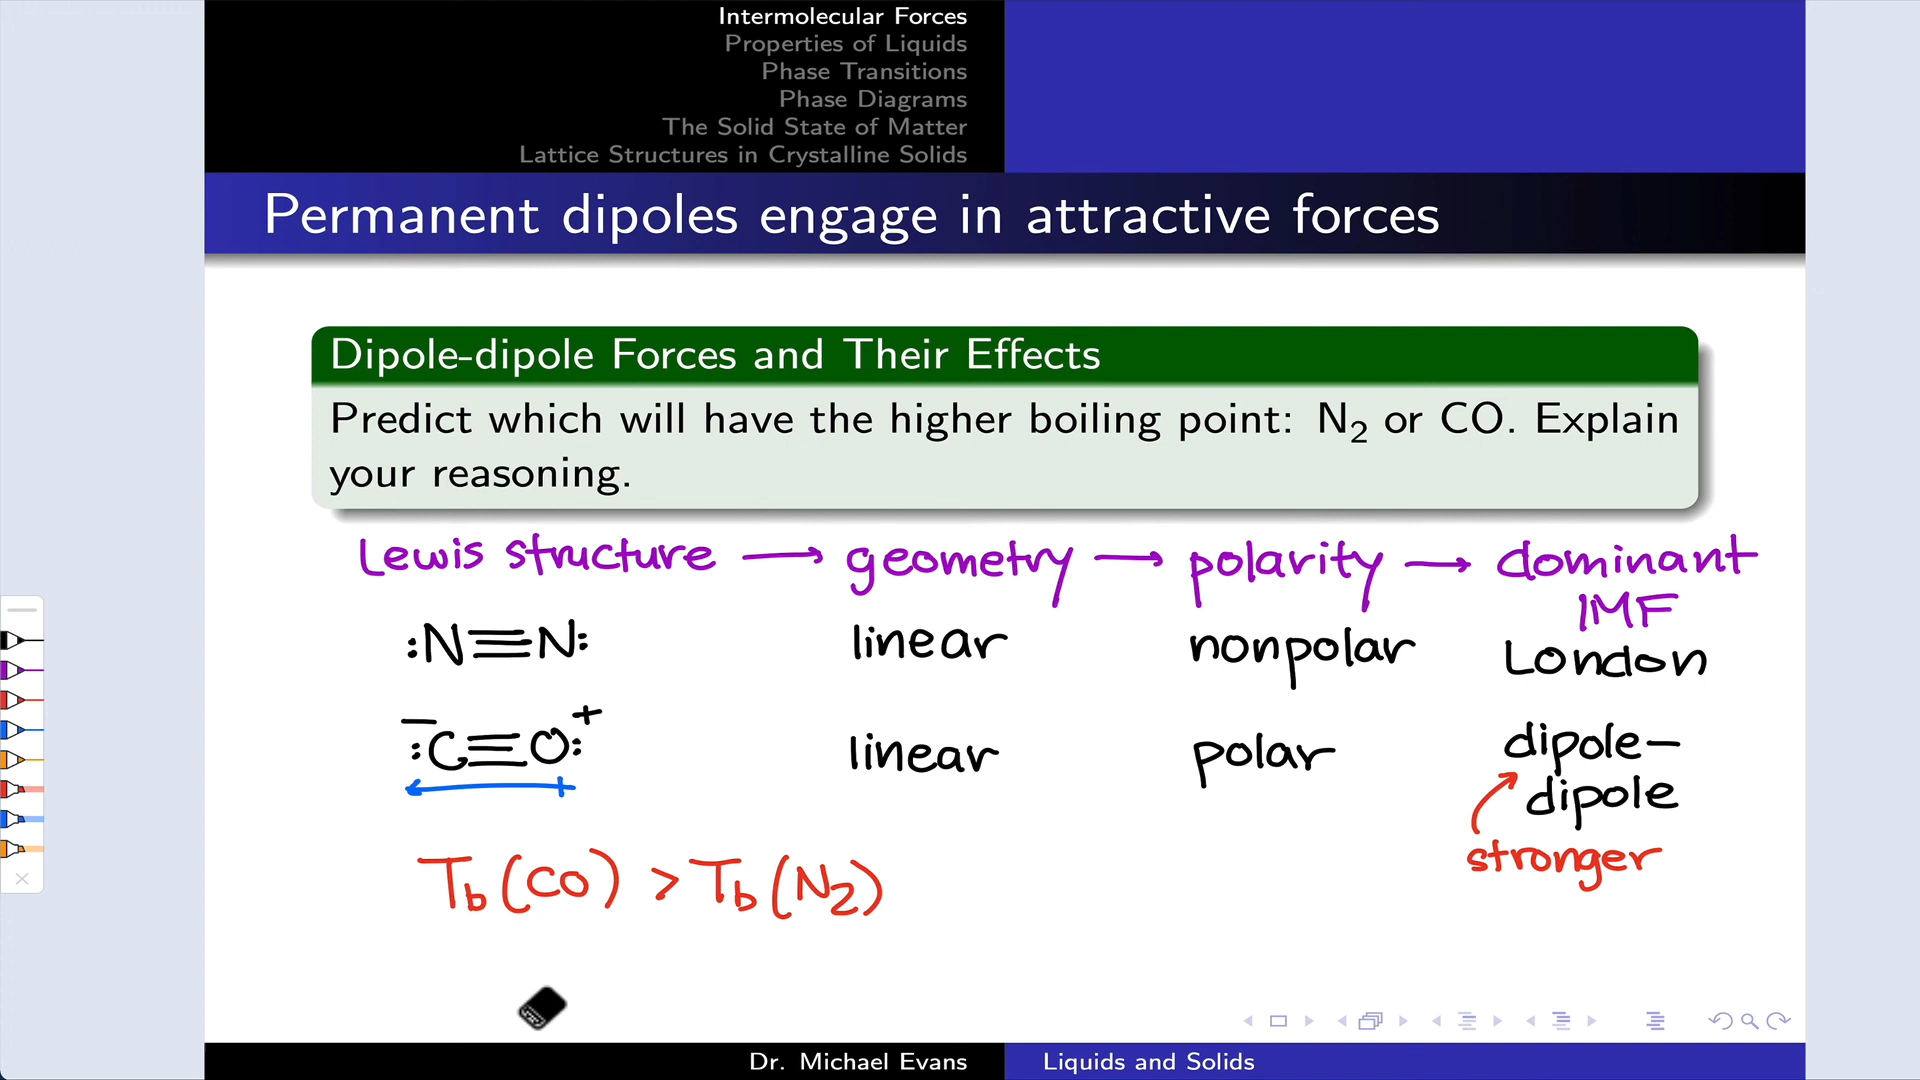 Intermolecular Forces
Properties of Liquids
Phase Transitions
Phase Diagrams
The Solid State of Matter
Lattice Structures in Crystalline Solids
Permanent dipoles engage in attractive forces
Dipole-dipole Forces and Their Effects
Predict which will have the higher boiling point: N₂ or CO. Explain
your reasoning.
Lewis structure → geometry → polarity → dominant
IMF
:N≡N: linear nonpolar London
⁻:C≡O:⁺ linear polar dipole–
dipole
stronger
T_b(CO) > T_b(N₂)
Dr. Michael Evans Liquids and Solids